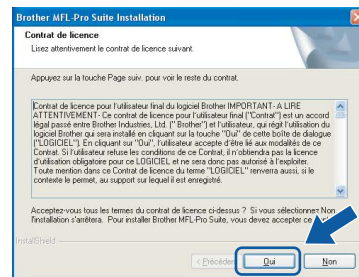 Brother MFL-Pro Suite Installation
Contrat de licence
Lisez attentivement le contrat de licence suivant.
Appuyez sur la touche Page suiv. pour voir le reste du contrat.
Contrat de licence pour l'utilisateur final du logiciel Brother IMPORTANT- A LIRE
ATTENTIVEMENT- Ce contrat de licence pour l'utilisateur final ("Contrat") est un accord
légal passé entre Brother Industries, Ltd. (" Brother") et l'utilisateur, qui régit l'utilisation du
logiciel Brother qui sera installé en cliquant sur la touche "Oui" de cette boîte de dialogue
("LOGICIEL"). En cliquant sur "Oui", l'utilisateur accepte d'être lié aux modalités de ce
Contrat. Si l'utilisateur refuse les conditions de ce Contrat, il n'obtiendra pas la licence
d'utilisation obligatoire pour ce LOGICIEL et ne sera donc pas autorisé à l'exploiter.
Toute mention dans ce Contrat de licence du terme "LOGICIEL" renverra aussi, si le
contexte le permet, au support sur lequel il est enregistré.
Acceptez-vous tous les termes du contrat de licence ci-dessus ? Si vous sélectionnez Non
l'installation s'arrêtera. Pour installer Brother MFL-Pro Suite, vous devez accepter ce
InstallShield
< Précéden
Oui
Non